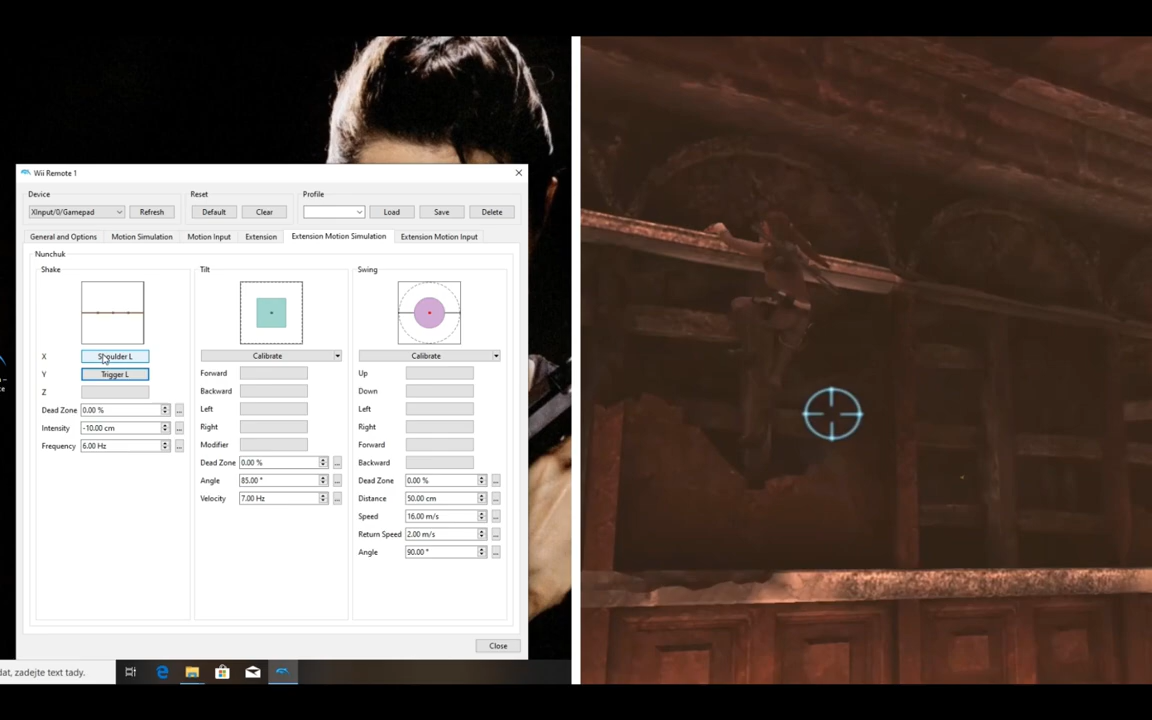 Wii Remote 1
Device
Reset
Profile
XInput/0/Gamepad
Refresh
Default
Clear
Load
Save
Delete
General and Options
Motion Simulation
Motion Input
Extension
Extension Motion Simulation
Extension Motion Input
Nunchuk
Shake
X
Shoulder L
Y
Trigger L
Z
Dead Zone
0.00 %
...
Intensity
-10.00 cm
...
Frequency
6.00 Hz
...
Tilt
Calibrate
Forward
Backward
Left
Right
Modifier
Dead Zone
0.00 %
...
Angle
85.00 °
...
Velocity
7.00 Hz
...
Swing
Calibrate
Up
Down
Left
Right
Forward
Backward
Dead Zone
0.00 %
...
Distance
50.00 cm
...
Speed
16.00 m/s
...
Return Speed
2.00 m/s
...
Angle
90.00 °
...
Close
dat, zadejte text tady.